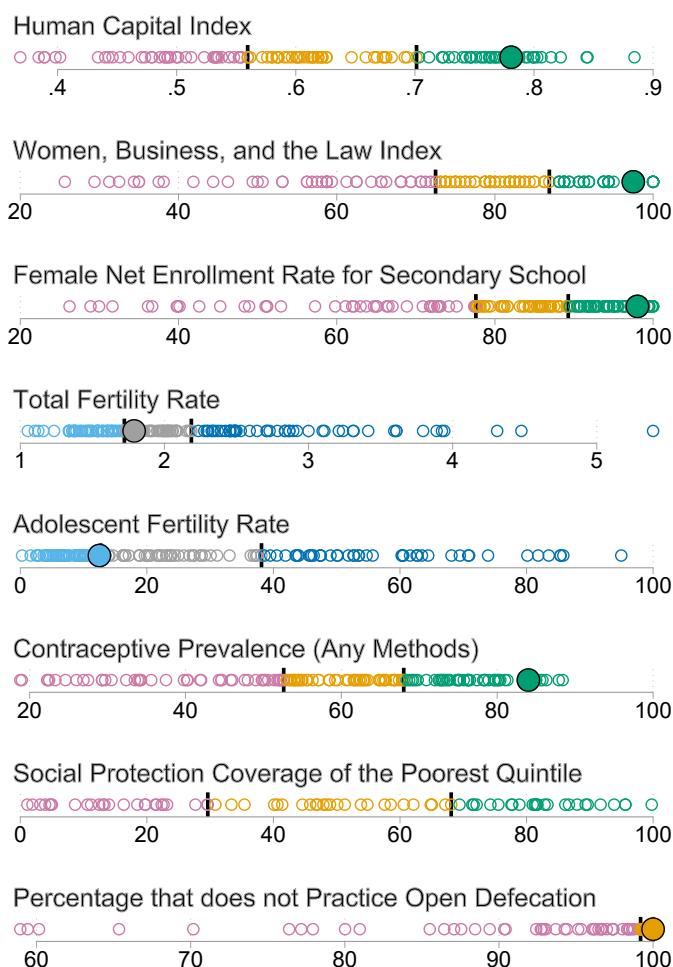 Human Capital Index
.4 .5 .6 .7 .8 .9
Women, Business, and the Law Index
20 40 60 80 100
Female Net Enrollment Rate for Secondary School
20 40 60 80 100
Total Fertility Rate
1 2 3 4 5
Adolescent Fertility Rate
0 20 40 60 80 100
Contraceptive Prevalence (Any Methods)
20 40 60 80 100
Social Protection Coverage of the Poorest Quintile
0 20 40 60 80 100
Percentage that does not Practice Open Defecation
60 70 80 90 100